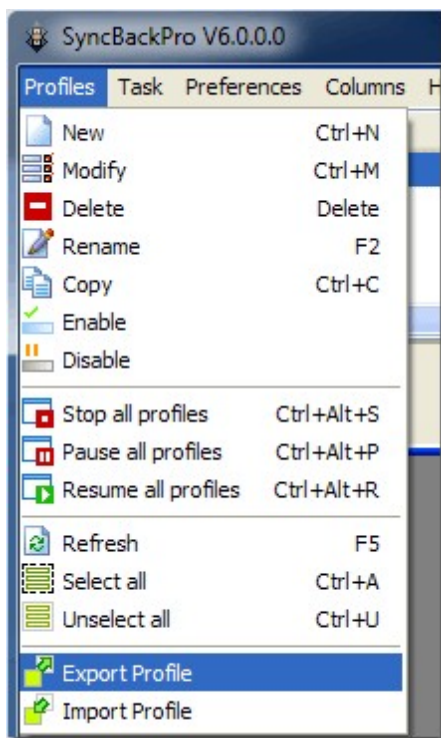 SyncBackPro V6.0.0.0
Profiles Task Preferences Columns H
New Ctrl+N
Modify Ctrl+M
Delete Delete
Rename F2
Copy Ctrl+C
Enable
Disable
Stop all profiles Ctrl+Alt+S
Pause all profiles Ctrl+Alt+P
Resume all profiles Ctrl+Alt+R
Refresh F5
Select all Ctrl+A
Unselect all Ctrl+U
Export Profile
Import Profile